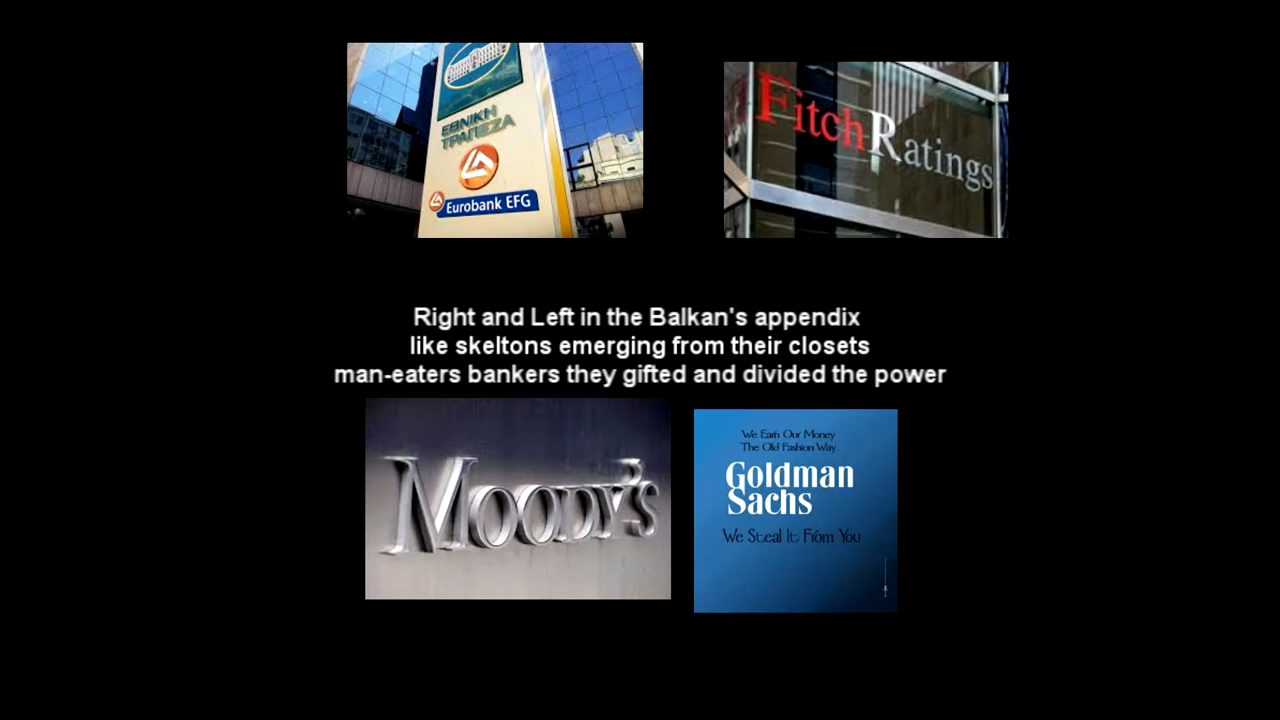 ΕΘΝΙΚΗ
ΤΡΑΠΕΖΑ
Eurobank EFG
FitchRatings
Right and Left in the Balkan's appendix
like skeltons emerging from their closets
man-eaters bankers they gifted and divided the power
Moody's
We Earn Our Money
The Old Fashion Way
Goldman
Sachs
We Steal It From You